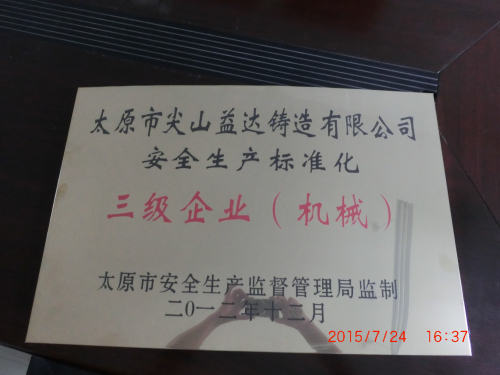 太原市尖山益达铸造有限公司
安全生产标准化
三级企业（机械）
太原市安全生产监督管理局监制
二0一二年十二月
2015/7/24 16:37